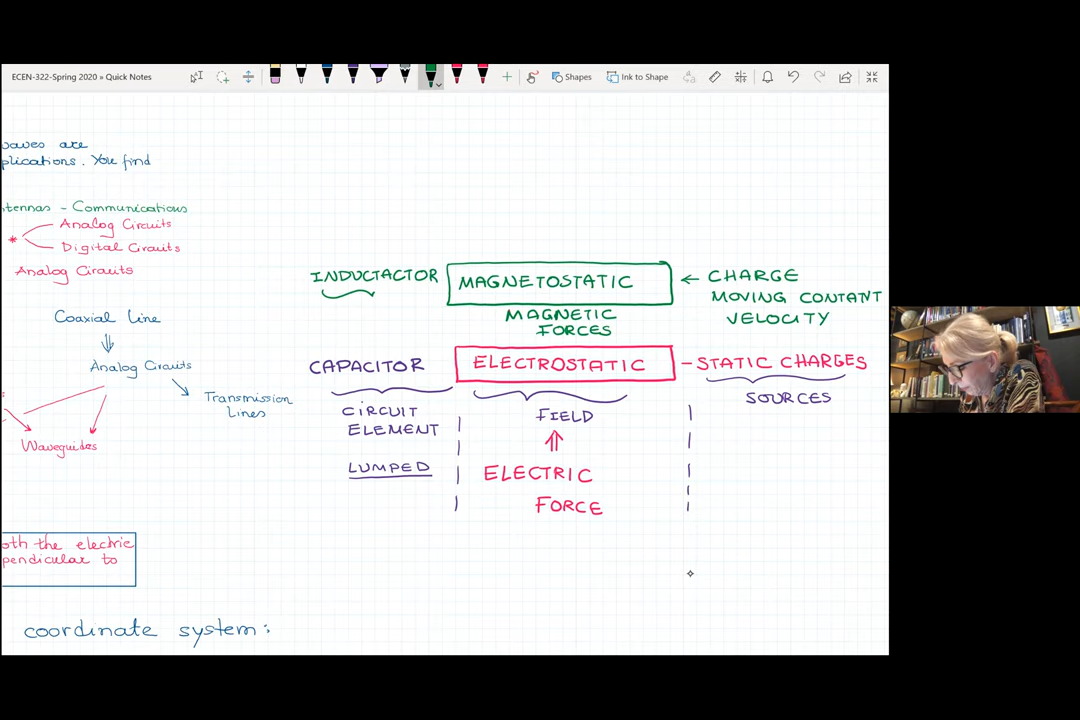 ECEN-322-Spring 2020 » Quick Notes
Shapes
Ink to Shape
waves are
plications. You find
tennas - Communications
* Analog Circuits
Digital Circuits
Analog Circuits
Coaxial Line
Analog Circuits
Transmission
Lines
Waveguides
oth the electric
pendicular to
coordinate system:
INDUCTACTOR
MAGNETOSTATIC
← CHARGE
MOVING CONTANT
VELOCITY
MAGNETIC
FORCES
CAPACITOR
ELECTROSTATIC
- STATIC CHARGES
SOURCES
CIRCUIT
ELEMENT
LUMPED
FIELD
ELECTRIC
FORCE